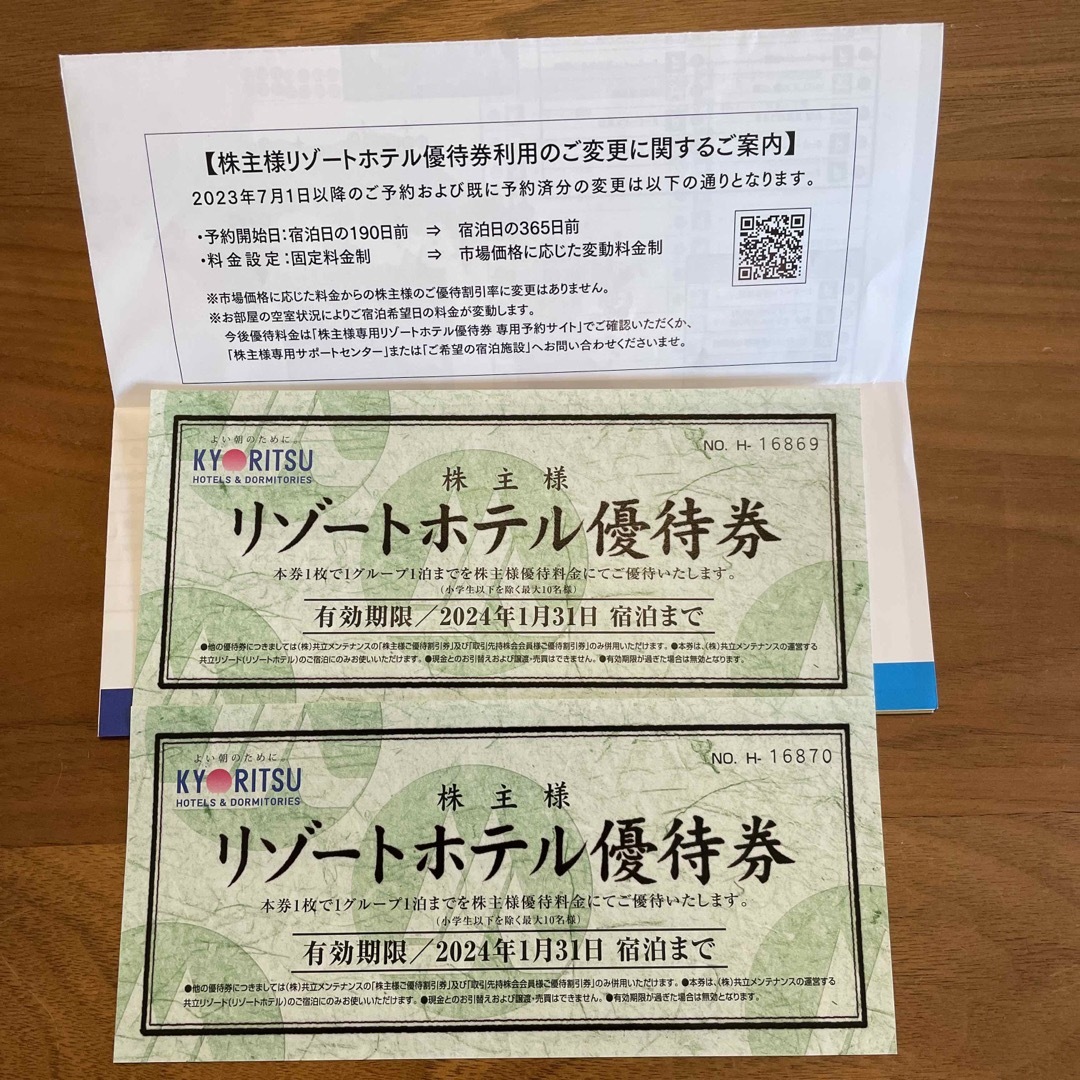 【株主様リゾートホテル優待券利用のご変更に関するご案内】
2023年7月1日以降のご予約および既に予約済分の変更は以下の通りとなります。
・予約開始日:宿泊日の190日前 ⇒ 宿泊日の365日前
・料金設定:固定料金制 ⇒ 市場価格に応じた変動料金制
※市場価格に応じた料金からの株主様のご優待割引率に変更はありません。
※お部屋の空室状況によりご宿泊希望日の料金が変動します。
今後優待料金は「株主様専用リゾートホテル優待券 専用予約サイト」でご確認いただくか、
「株主様専用サポートセンター」または「ご希望の宿泊施設」へお問い合わせくださいませ。
よい朝のために。
KYORITSU
HOTELS & DORMITORIES
NO. H- 16869
株主様
リゾートホテル優待券
本券1枚で1グループ1泊までを株主様優待料金にてご優待いたします。
(小学生以下を除く最大10名様)
有効期限/2024年1月31日 宿泊まで
●他の優待券につきましては(株)共立メンテナンスの「株主様ご優待割引券」及び「取引先持株会会員様ご優待割引券」のみ併用いただけます。●本券は、(株)共立メンテナンスの運営する
共立リゾート(リゾートホテル)のご宿泊にのみお使いいただけます。●現金とのお引替えおよび譲渡・売買はできません。●有効期限が過ぎた場合は無効となります。
よい朝のために。
KYORITSU
HOTELS & DORMITORIES
NO. H- 16870
株主様
リゾートホテル優待券
本券1枚で1グループ1泊までを株主様優待料金にてご優待いたします。
(小学生以下を除く最大10名様)
有効期限/2024年1月31日 宿泊まで
●他の優待券につきましては(株)共立メンテナンスの「株主様ご優待割引券」及び「取引先持株会会員様ご優待割引券」のみ併用いただけます。●本券は、(株)共立メンテナンスの運営する
共立リゾート(リゾートホテル)のご宿泊にのみお使いいただけます。●現金とのお引替えおよび譲渡・売買はできません。●有効期限が過ぎた場合は無効となります。